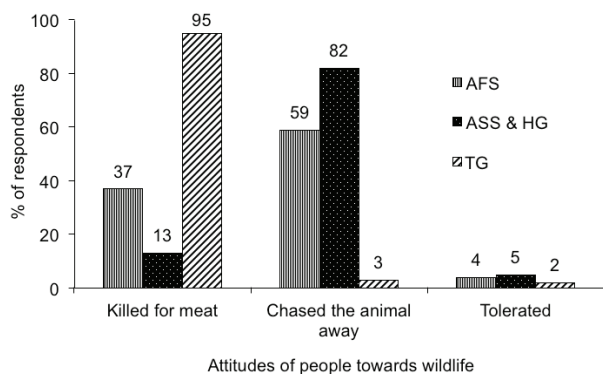 100
80
60
40
20
0
% of respondents
37
13
95
59
82
3
4
5
2
AFS
ASS & HG
TG
Killed for meat
Chased the animal
away
Tolerated
Attitudes of people towards wildlife